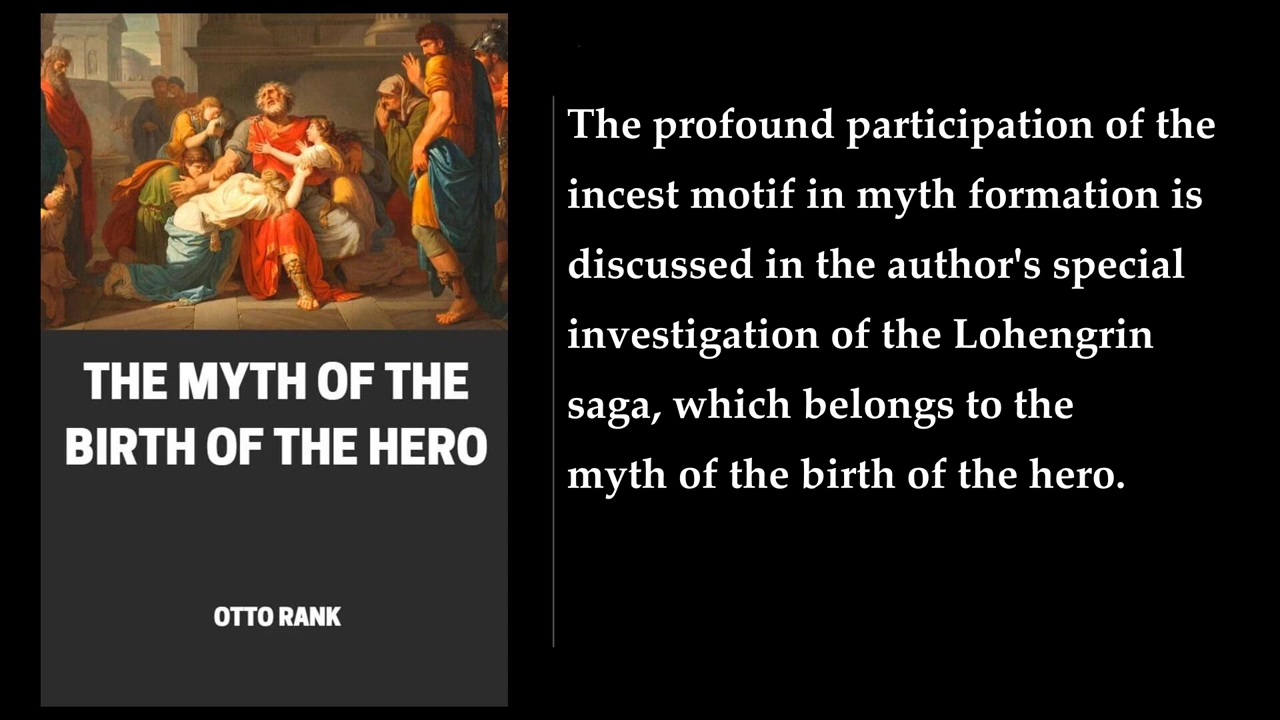 THE MYTH OF THE
BIRTH OF THE HERO
OTTO RANK
The profound participation of the
incest motif in myth formation is
discussed in the author's special
investigation of the Lohengrin
saga, which belongs to the
myth of the birth of the hero.